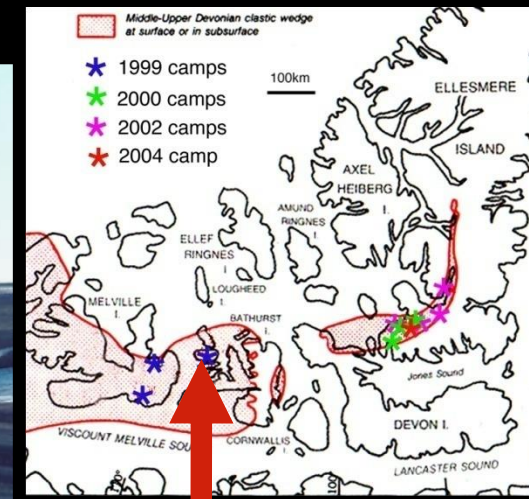 Middle-Upper Devonian clastic wedge
at surface or in subsurface
1999 camps
2000 camps
2002 camps
2004 camp
100km
ELLESMERE
ISLAND
AXEL
HEIBERG
I.
AMUND
RINGNES
I
ELLEF
RINGNES
I
LOUGHEED
I
MELVILLE
I.
BATHURST
I.
Jones Sound
DEVON I.
VISCOUNT MELVILLE SOU
CORNWALLIS
I.
LANCASTER SOUND
100